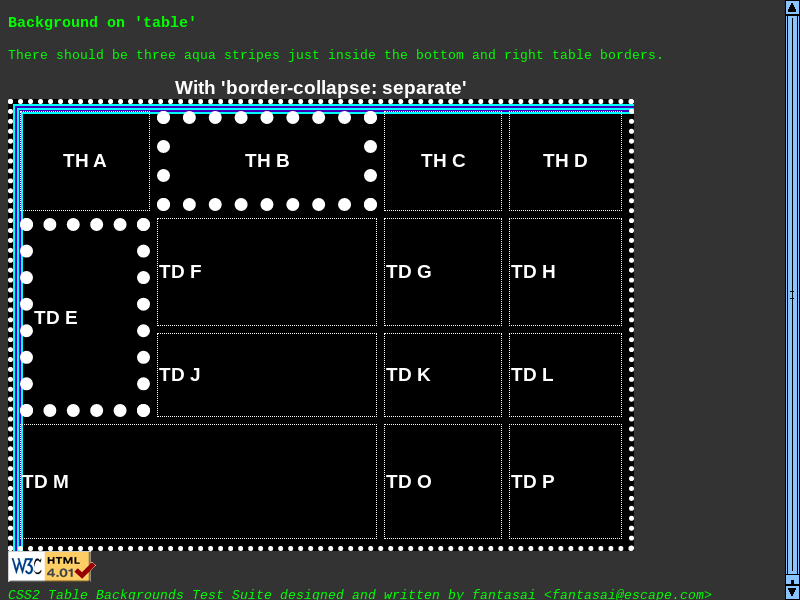 Background on 'table'
There should be three aqua stripes just inside the bottom and right table borders.
With 'border-collapse: separate'
TH A TH B TH C TH D
TD F TD G TD H
TD E
TD J TD K TD L
TD M TD O TD P
W3C HTML 4.01
CSS2 Table Backgrounds Test Suite designed and written by fantasai <fantasai@escape.com>